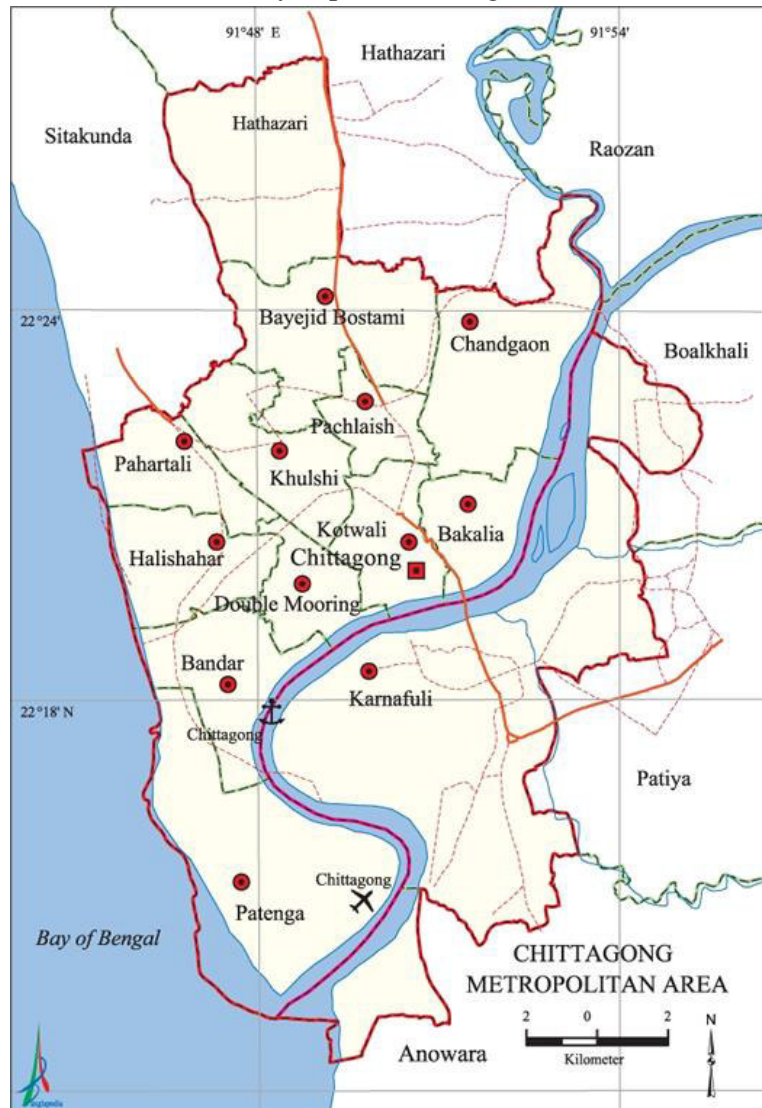 91°48' E
91°54'
Hathazari
Hathazari
Sitakunda
Raozan
22°24'
Bayejid Bostami
Chandgaon
Boalkhali
Pachlaish
Pahartali
Khulshi
Kotwali
Bakalia
Halishahar
Chittagong
Double Mooring
Bandar
Karnafuli
22°18' N
Chittagong
Patiya
Chittagong
Patenga
Bay of Bengal
CHITTAGONG
METROPOLITAN AREA
2 0 2
Kilometer
N
Anowara